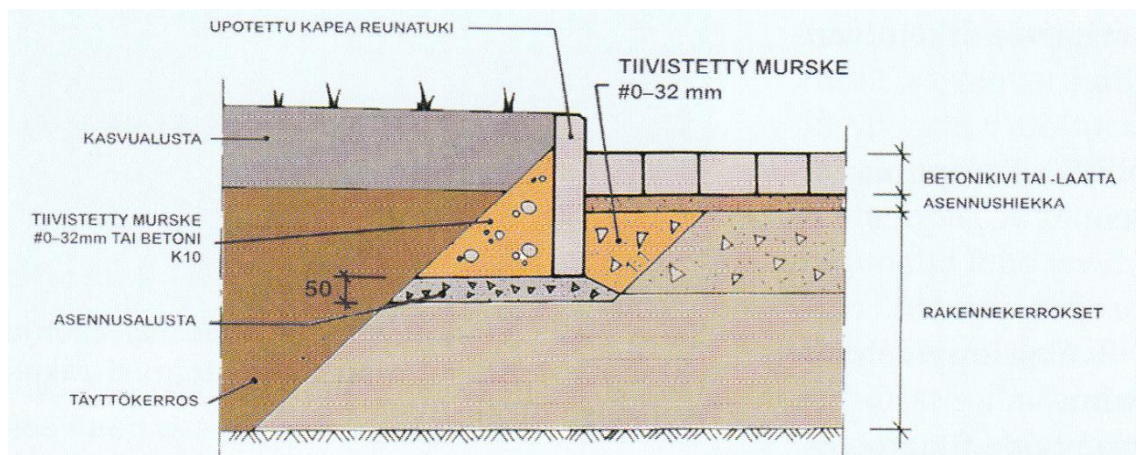 UPOTETTU KAPEA REUNATUKI
TIIVISTETTY MURSKE
#0–32 mm
KASVUALUSTA
BETONIKIVI TAI -LAATTA
ASENNUSHIEKKA
TIIVISTETTY MURSKE
#0–32mm TAI BETONI
K10
50
ASENNUSALUSTA
RAKENNEKERROKSET
TÄYTTÖKERROS